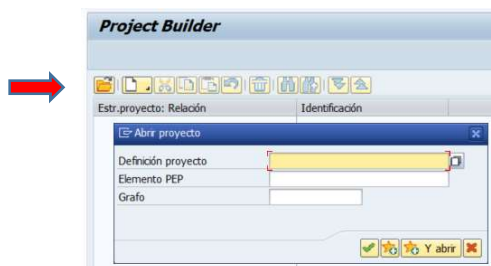 Project Builder
Estr.proyecto: Relación Identificación
Abrir proyecto
Definición proyecto
Elemento PEP
Grafo
Y abrir